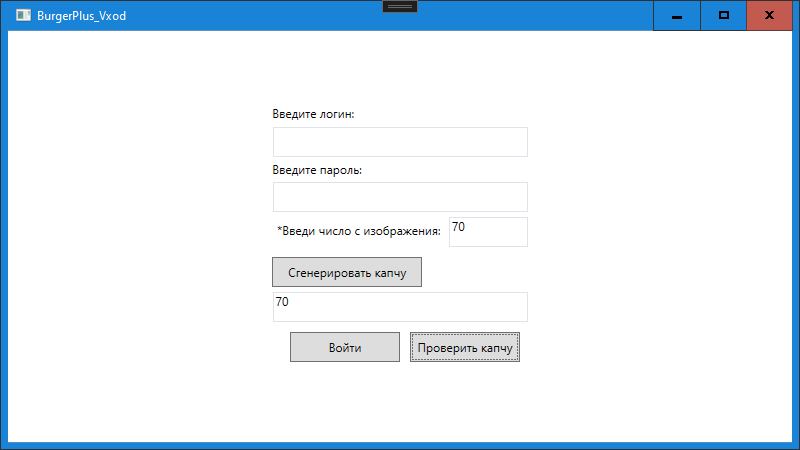 BurgerPlus_Vxod
Введите логин:
Введите пароль:
*Введи число с изображения: 70
Сгенерировать капчу
70
Войти Проверить капчу